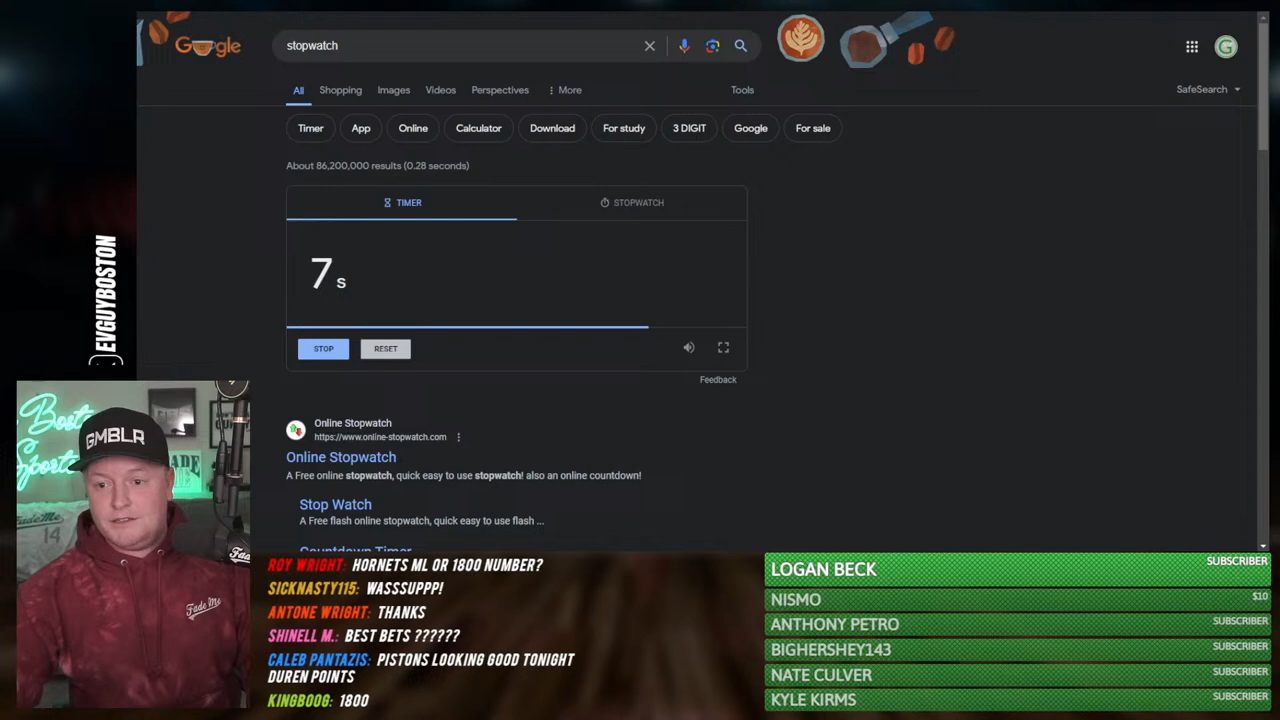 Google
stopwatch
G
All
Shopping
Images
Videos
Perspectives
More
Tools
SafeSearch
Timer
App
Online
Calculator
Download
For study
3 DIGIT
Google
For sale
About 86,200,000 results (0.28 seconds)
TIMER
STOPWATCH
7 s
STOP
RESET
Feedback
EVGUYBOSTON
Online Stopwatch
https://www.online-stopwatch.com
Online Stopwatch
A Free online stopwatch, quick easy to use stopwatch! also an online countdown!
Stop Watch
A Free flash online stopwatch, quick easy to use flash ...
Countdown Timer
GMBLR
Fade Me
14
ROY WRIGHT: HORNETS ML OR 1800 NUMBER?
SICKNASTY115: WASSSUPPP!
ANTONE WRIGHT: THANKS
SHINELL M.: BEST BETS ??????
CALEB PANTAZIS: PISTONS LOOKING GOOD TONIGHT
DUREN POINTS
KINGBOOG: 1800
LOGAN BECK SUBSCRIBER
NISMO $10
ANTHONY PETRO SUBSCRIBER
BIGHERSHEY143 SUBSCRIBER
NATE CULVER SUBSCRIBER
KYLE KIRMS SUBSCRIBER